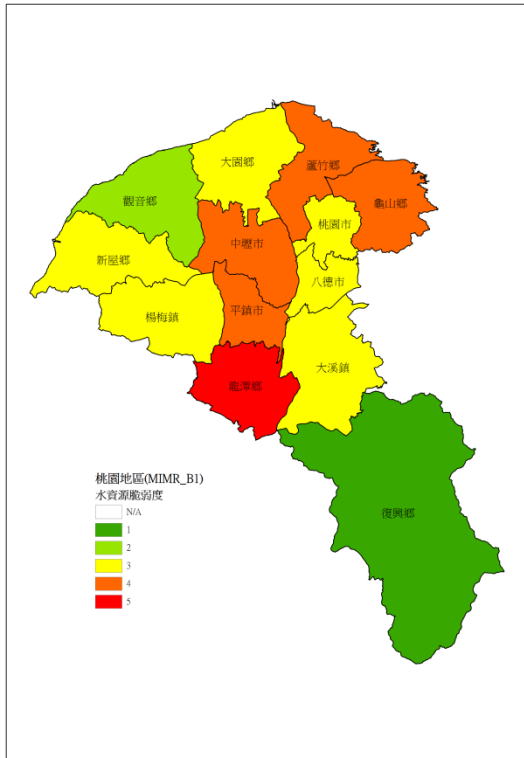 大園鄉
蘆竹鄉
觀音鄉
龜山鄉
桃園市
中壢市
新屋鄉
八德市
楊梅鎮
平鎮市
大溪鎮
龍潭鄉
復興鄉
桃園地區(MIMR_B1)
水資源脆弱度
N/A
1
2
3
4
5